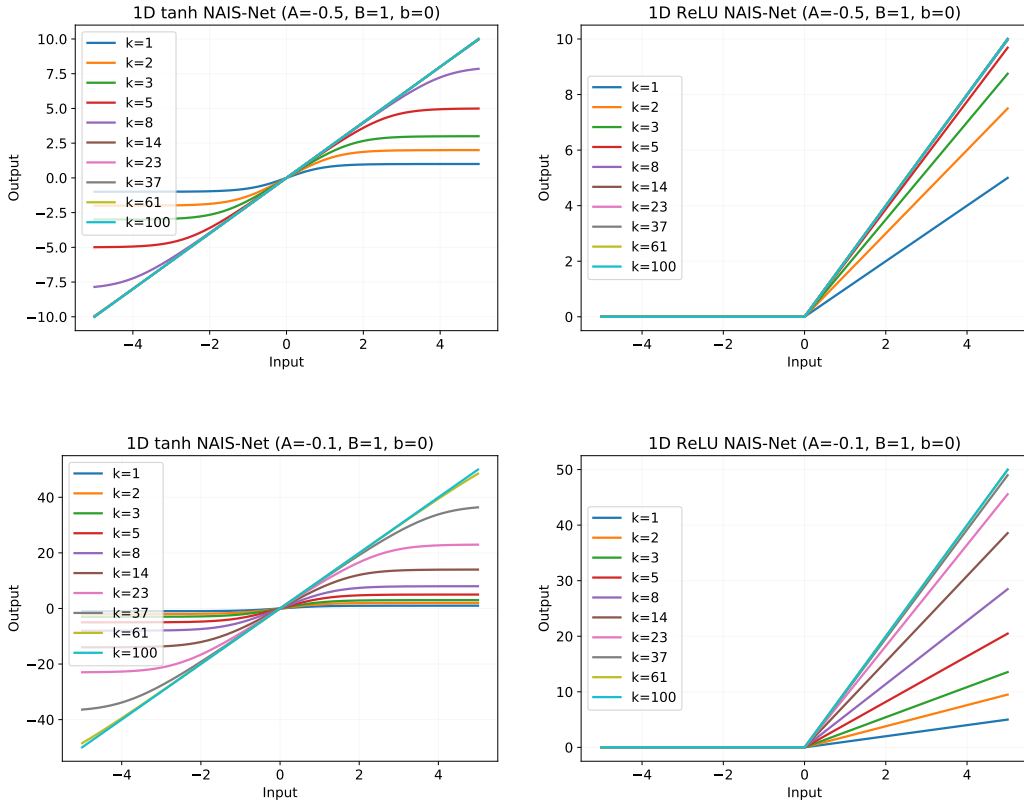 1D tanh NAIS-Net (A=-0.5, B=1, b=0)
10.0
7.5
5.0
2.5
0.0
−2.5
−5.0
−7.5
−10.0
Output
k=1
k=2
k=3
k=5
k=8
k=14
k=23
k=37
k=61
k=100
−4 −2 0 2 4
Input
1D ReLU NAIS-Net (A=-0.5, B=1, b=0)
10
8
6
4
2
0
Output
k=1
k=2
k=3
k=5
k=8
k=14
k=23
k=37
k=61
k=100
−4 −2 0 2 4
Input
1D tanh NAIS-Net (A=-0.1, B=1, b=0)
40
20
0
−20
−40
Output
k=1
k=2
k=3
k=5
k=8
k=14
k=23
k=37
k=61
k=100
−4 −2 0 2 4
Input
1D ReLU NAIS-Net (A=-0.1, B=1, b=0)
50
40
30
20
10
0
Output
k=1
k=2
k=3
k=5
k=8
k=14
k=23
k=37
k=61
k=100
−4 −2 0 2 4
Input